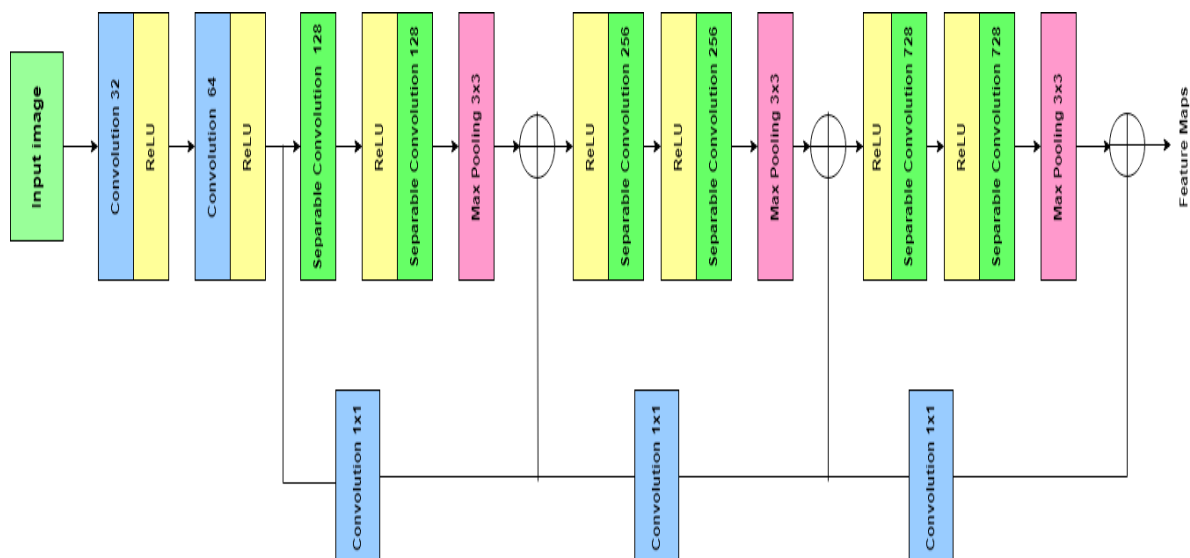 Input image
Convolution 32
ReLU
Convolution 64
ReLU
Separable Convolution 128
ReLU
Separable Convolution 128
Max Pooling 3x3
ReLU
Separable Convolution 256
ReLU
Separable Convolution 256
Max Pooling 3x3
ReLU
Separable Convolution 728
ReLU
Separable Convolution 728
Max Pooling 3x3
Feature Maps
Convolution 1x1
Convolution 1x1
Convolution 1x1